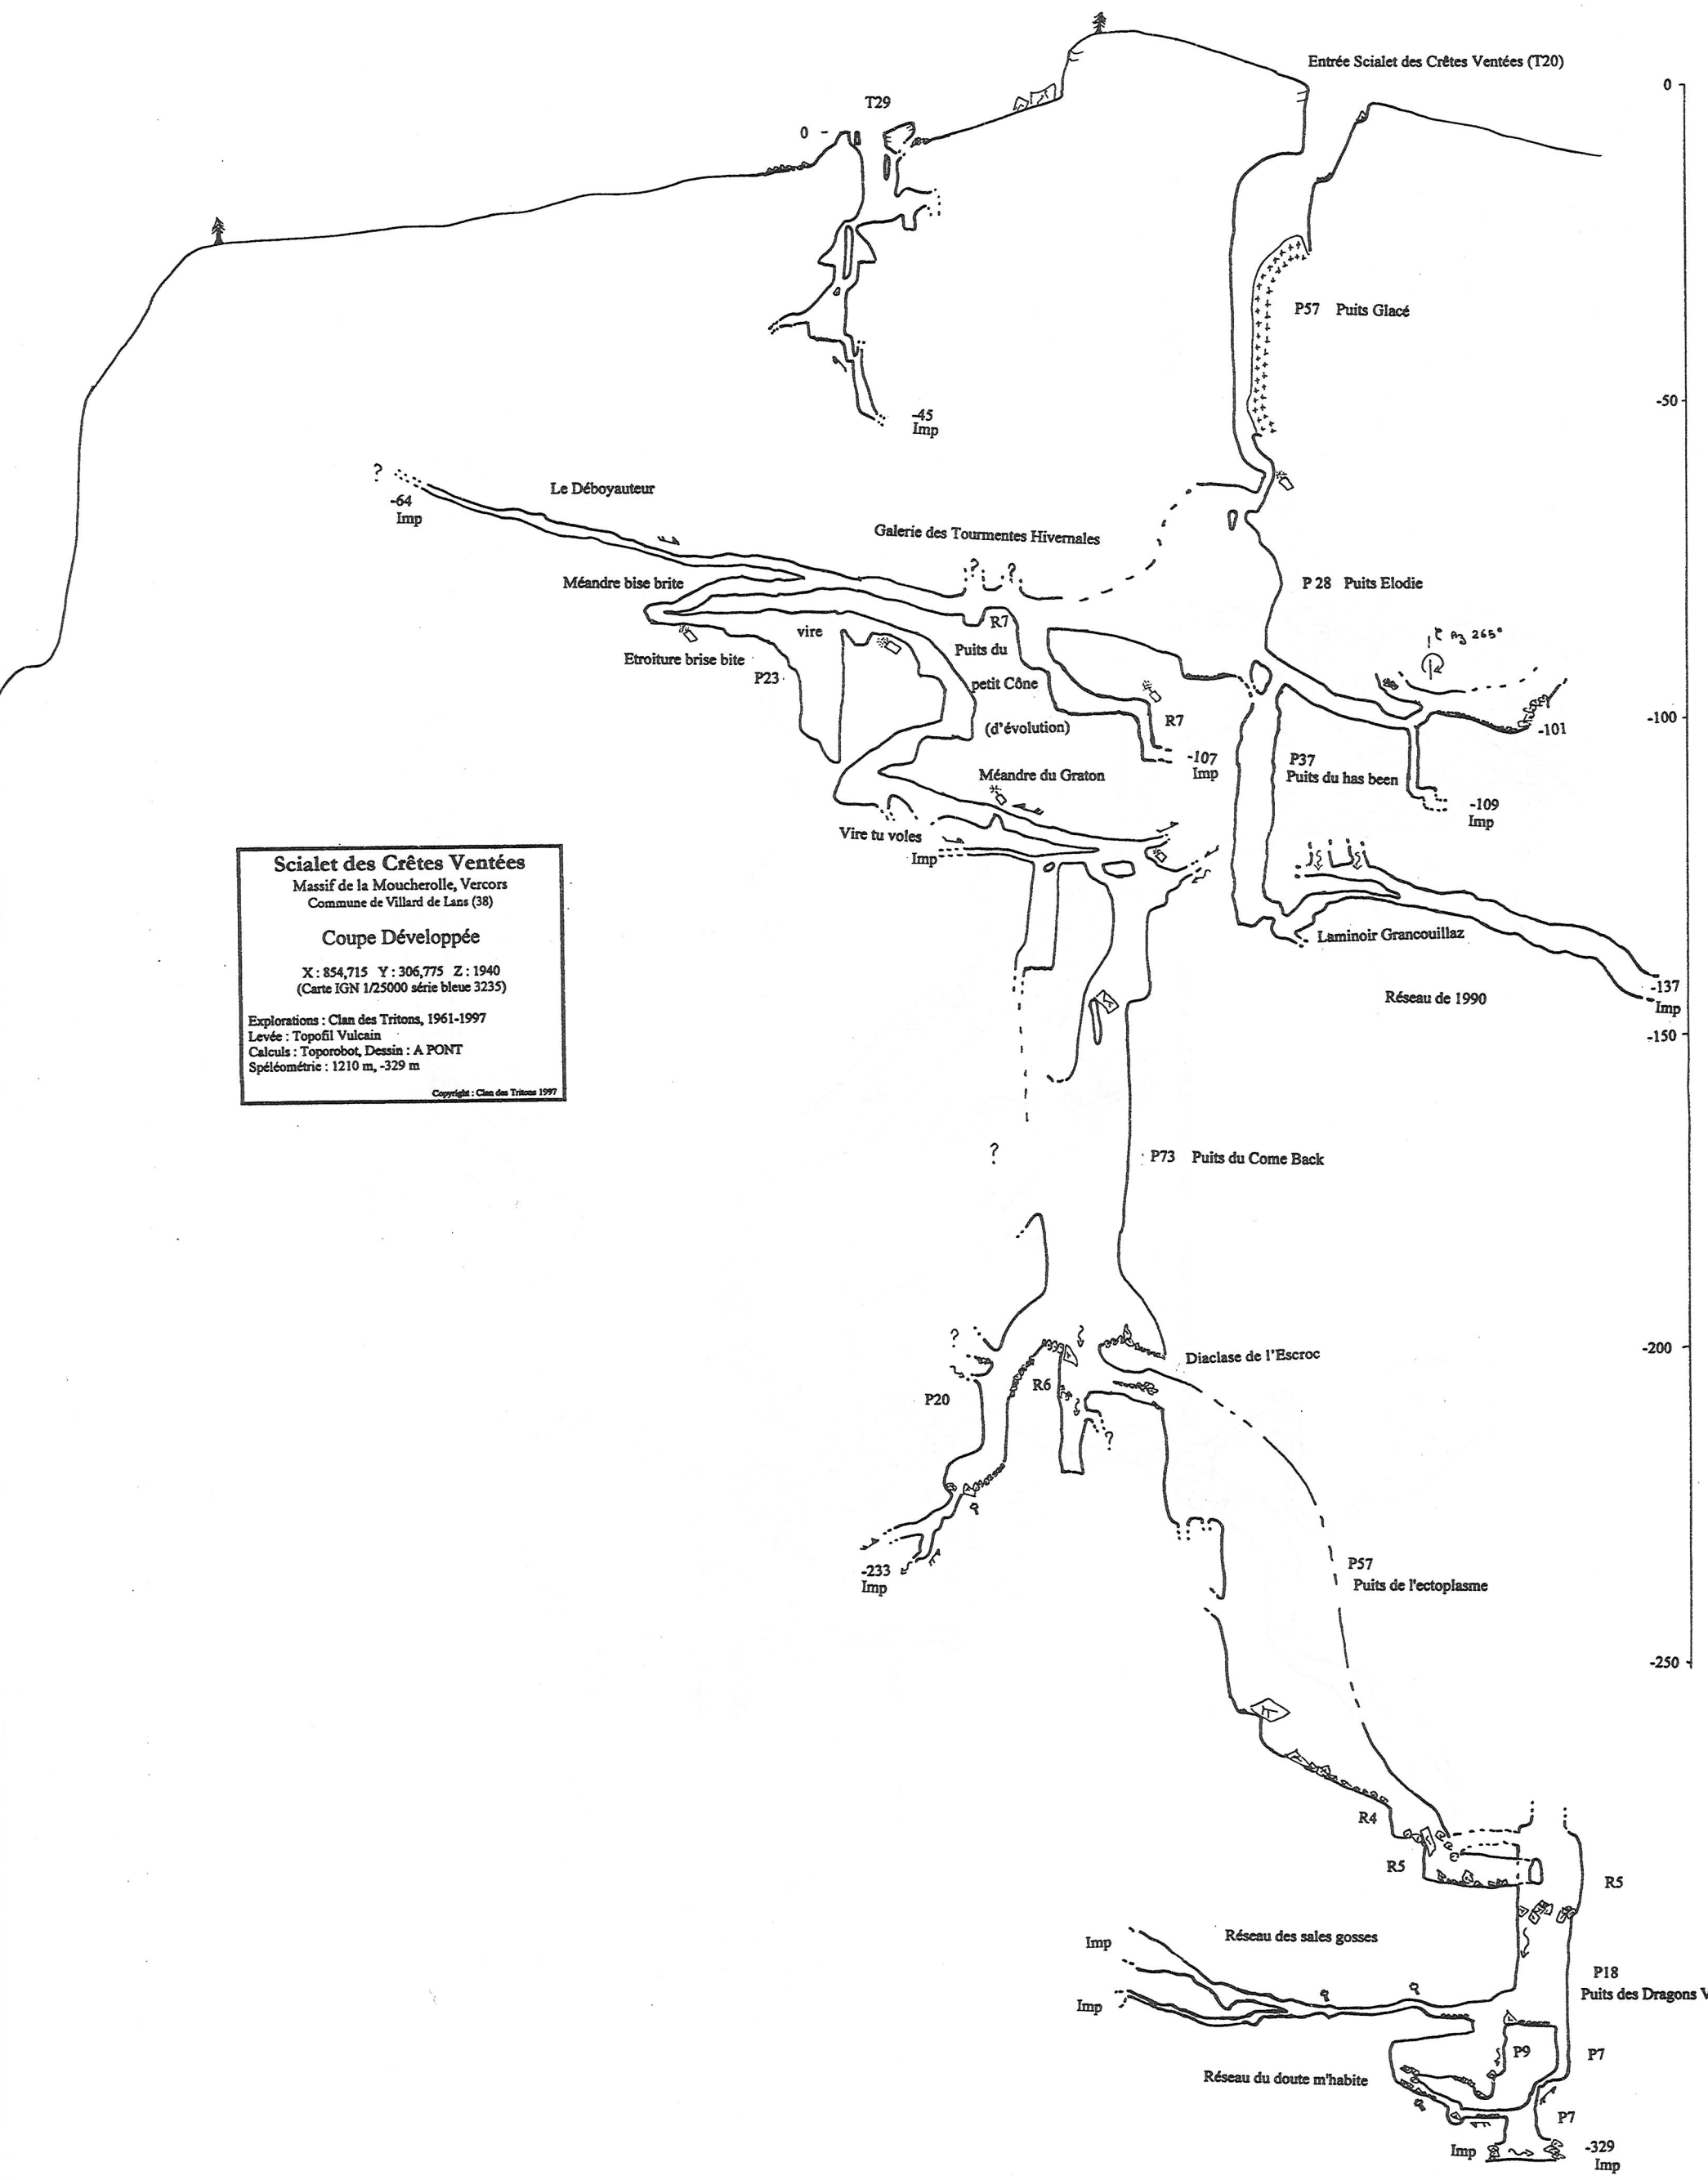 Entrée Scialet des Crêtes Ventées (T20)
0
T29
0
P57 Puits Glacé
-50
-45
Imp
?
-64
Imp
Le Déboyauteur
Galerie des Tourmentes Hivernales
? ?
Méandre bise brite
P 28 Puits Elodie
R7
vire
Az 265°
Puits du
Etroiture brise bite
P23
petit Cône
R7
-100
(d'évolution)
-101
-107
Imp
P37
Puits du has been
Méandre du Graton
-109
Imp
Vire tu voles
Imp
Scialet des Crêtes Ventées
Massif de la Moucherolle, Vercors
Commune de Villard de Lans (38)
Coupe Développée
X : 854,715 Y : 306,775 Z : 1940
(Carte IGN 1/25000 série bleue 3235)
Explorations : Clan des Tritons, 1961-1997
Levée : Topofil Vulcain
Calculs : Toporobot, Dessin : A PONT
Spéléométrie : 1210 m, -329 m
Copyright : Clan des Tritons 1997
Laminoir Grancouillaz
-137
Imp
Réseau de 1990
-150
?
P73 Puits du Come Back
?
-200
Diaclase de l'Escroc
R6
P20
?
-233
Imp
P57
Puits de l'ectoplasme
-250
R4
R5
R5
Réseau des sales gosses
Imp
P18
Imp
Puits des Dragons V
P9
P7
Réseau du doute m'habite
P7
Imp
-329
Imp